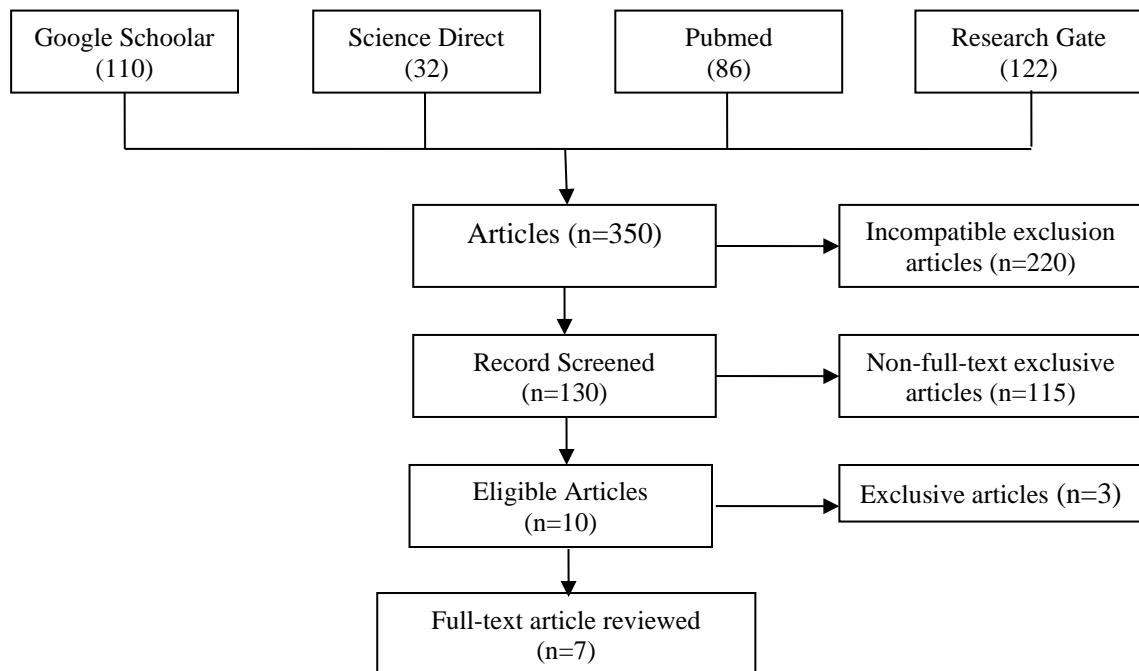 Google Schoolar
(110)
Science Direct
(32)
Pubmed
(86)
Research Gate
(122)
Articles (n=350)
Incompatible exclusion
articles (n=220)
Record Screened
(n=130)
Non-full-text exclusive
articles (n=115)
Eligible Articles
(n=10)
Exclusive articles (n=3)
Full-text article reviewed
(n=7)